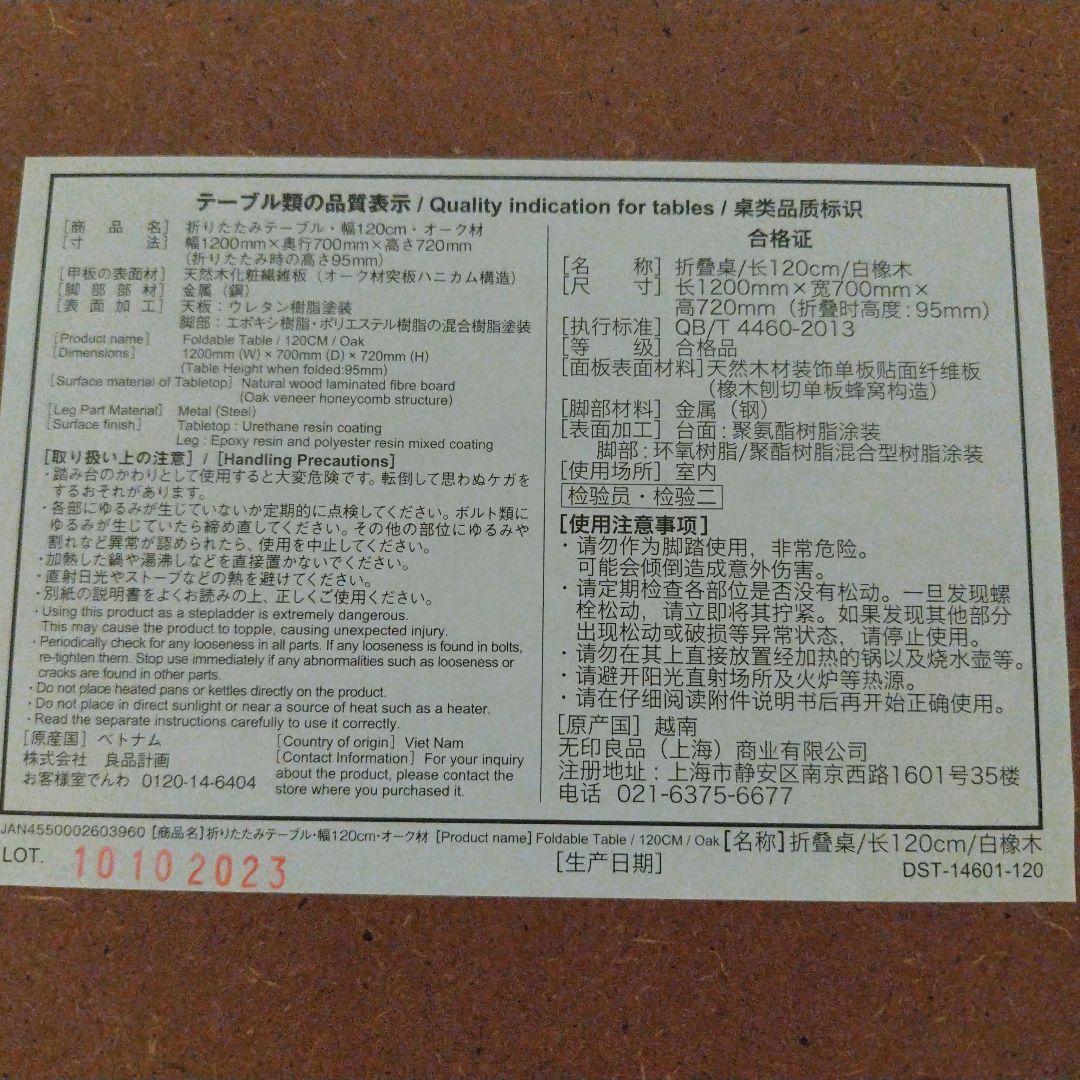 テーブル類の品質表示 / Quality indication for tables / 桌类品质标识
[商 品 名] 折りたたみテーブル・幅120cm・オーク材
[寸 法] 幅1200mm×奥行700mm×高さ720mm
(折りたたみ時の高さ95mm)
[甲板の表面材] 天然木化粧繊維板（オーク材突板ハニカム構造）
[脚部部材] 金属（鋼）
[表面加工] 天板：ウレタン樹脂塗装
脚部：エポキシ樹脂・ポリエステル樹脂の混合樹脂塗装
[Product name] Foldable Table / 120CM / Oak
[Dimensions] 1200mm (W) × 700mm (D) × 720mm (H)
(Table Height when folded:95mm)
[Surface material of Tabletop] Natural wood laminated fibre board
(Oak veneer honeycomb structure)
[Leg Part Material] Metal (Steel)
[Surface finish] Tabletop : Urethane resin coating
Leg : Epoxy resin and polyester resin mixed coating
[取り扱い上の注意] / [Handling Precautions]
・踏み台のかわりとして使用すると大変危険です。転倒して思わぬケガを
するおそれがあります。
・各部にゆるみが生じていないか定期的に点検してください。ボルト類に
ゆるみが生じていたら締め直してください。その他の部位にゆるみや
割れなど異常が認められたら、使用を中止してください。
・加熱した鍋や湯沸しなどを直接置かないでください。
・直射日光やストーブなどの熱を避けてください。
・別紙の説明書をよくお読みの上、正しくご使用ください。
・Using this product as a stepladder is extremely dangerous.
This may cause the product to topple, causing unexpected injury.
・Periodically check for any looseness in all parts. If any looseness is found in bolts,
re-tighten them. Stop use immediately if any abnormalities such as looseness or
cracks are found in other parts.
・Do not place heated pans or kettles directly on the product.
・Do not place in direct sunlight or near a source of heat such as a heater.
・Read the separate instructions carefully to use it correctly.
[原産国] ベトナム
株式会社 良品計画
お客様室でんわ 0120-14-6404
[Country of origin] Viet Nam
[Contact Information] For your inquiry
about the product, please contact the
store where you purchased it.
合格证
[名 称] 折叠桌/长120cm/白橡木
[尺 寸] 长1200mm×宽700mm×
高720mm（折叠时高度：95mm）
[执行标准] QB/T 4460-2013
[等 级] 合格品
[面板表面材料] 天然木材装饰单板贴面纤维板
(橡木刨切单板蜂窝构造)
[脚部材料] 金属（钢）
[表面加工] 台面：聚氨酯树脂涂装
脚部：环氧树脂/聚酯树脂混合型树脂涂装
[使用场所] 室内
检验员・检验二
[使用注意事项]
・请勿作为脚踏使用，非常危险。
可能会倾倒造成意外伤害。
・请定期检查各部位是否没有松动。一旦发现螺
栓松动，请立即将其拧紧。如果发现其他部分
出现松动或破损等异常状态，请停止使用。
・请勿在其上直接放置经加热的锅以及烧水壶等。
・请避开阳光直射场所及火炉等热源。
・请在仔细阅读附件说明书后再开始正确使用。
[原产国] 越南
无印良品（上海）商业有限公司
注册地址：上海市静安区南京西路1601号35楼
电话 021-6375-6677
JAN4550002603960 [商品名] 折りたたみテーブル・幅120cm・オーク材 [Product name] Foldable Table / 120CM / Oak [名称] 折叠桌/长120cm/白橡木
LOT. 10 10 2023 [生产日期] DST-14601-120